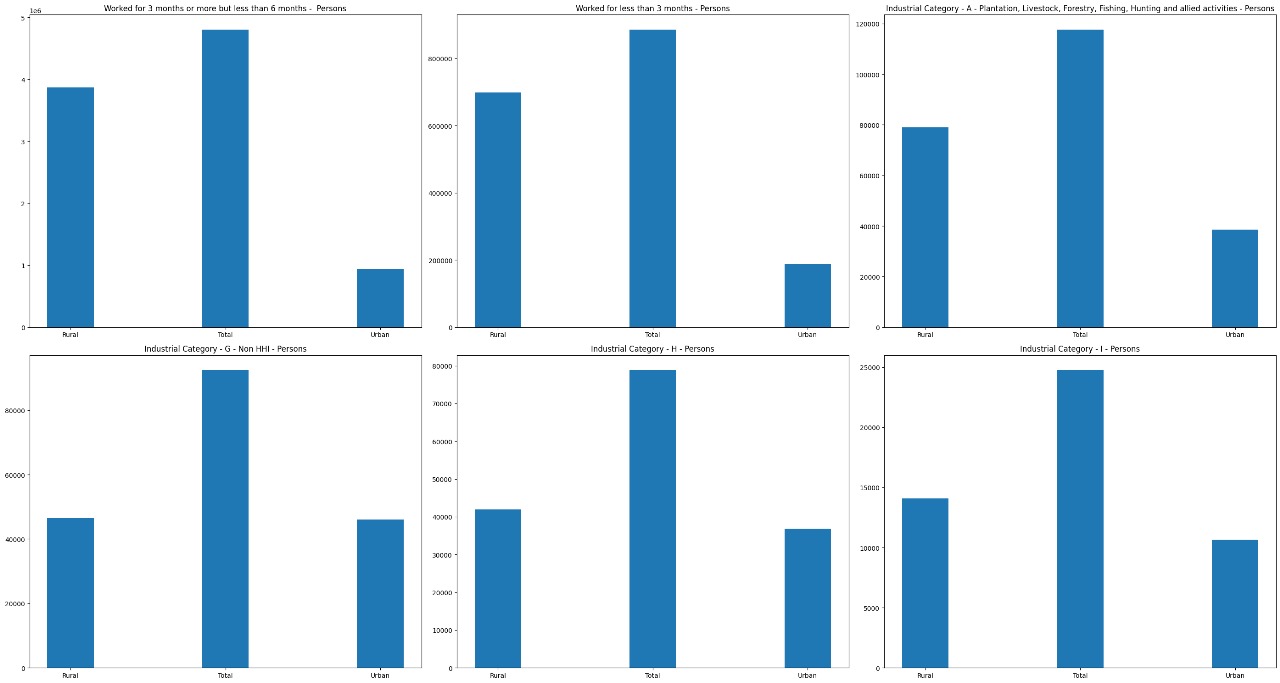 Worked for 3 months or more but less than 6 months -  Persons
1e6
5
4
3
2
1
0
Rural
Total
Urban
Worked for less than 3 months - Persons
800000
600000
400000
200000
0
Rural
Total
Urban
Industrial Category - A - Plantation, Livestock, Forestry, Fishing, Hunting and allied activities - Persons
120000
100000
80000
60000
40000
20000
0
Rural
Total
Urban
Industrial Category - G - Non HHI - Persons
80000
60000
40000
20000
0
Rural
Total
Urban
Industrial Category - H - Persons
80000
70000
60000
50000
40000
30000
20000
10000
0
Rural
Total
Urban
Industrial Category - I - Persons
25000
20000
15000
10000
5000
0
Rural
Total
Urban